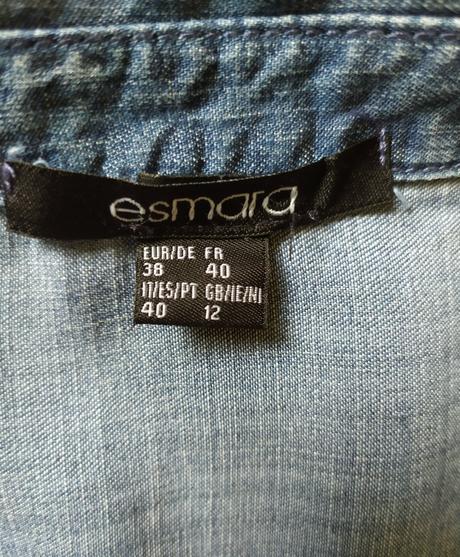 esmara
EUR/DE FR
38 40
IT/ES/PT GB/IE/NI
40 12